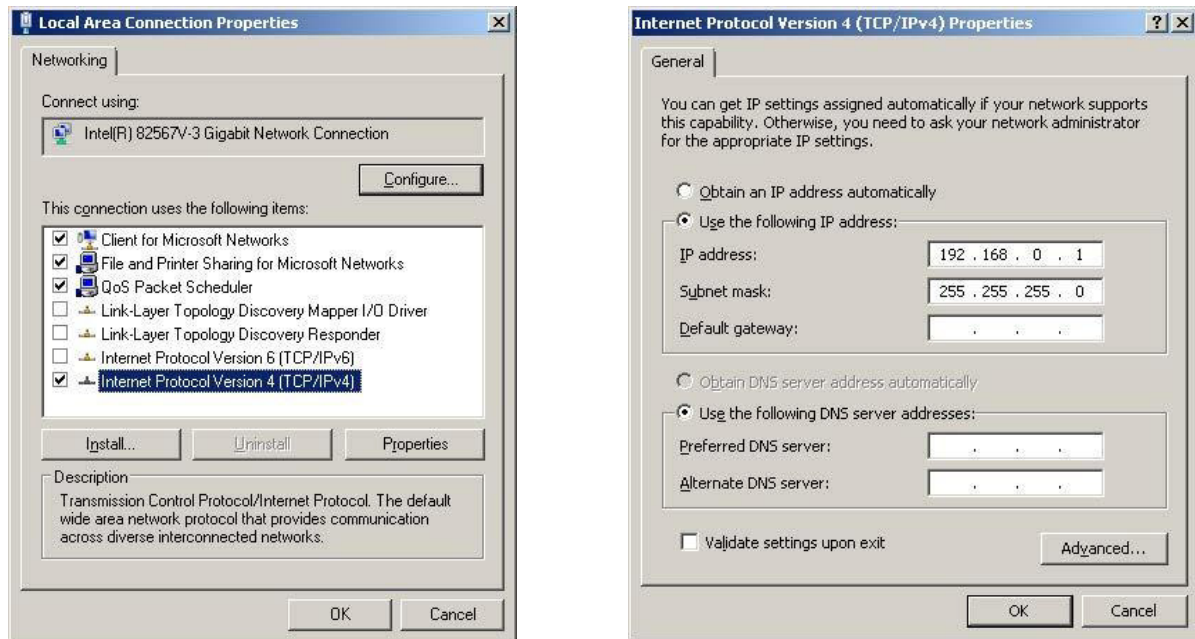 Local Area Connection Properties
Networking
Connect using:
Intel(R) 82567V-3 Gigabit Network Connection
Configure...
This connection uses the following items:
Client for Microsoft Networks
File and Printer Sharing for Microsoft Networks
QoS Packet Scheduler
Link-Layer Topology Discovery Mapper I/O Driver
Link-Layer Topology Discovery Responder
Internet Protocol Version 6 (TCP/IPv6)
Internet Protocol Version 4 (TCP/IPv4)
Install... Uninstall Properties
Description
Transmission Control Protocol/Internet Protocol. The default
wide area network protocol that provides communication
across diverse interconnected networks.
OK Cancel
Internet Protocol Version 4 (TCP/IPv4) Properties
General
You can get IP settings assigned automatically if your network supports
this capability. Otherwise, you need to ask your network administrator
for the appropriate IP settings.
Obtain an IP address automatically
Use the following IP address:
IP address: 192 . 168 . 0 . 1
Subnet mask: 255 . 255 . 255 . 0
Default gateway: . . .
Obtain DNS server address automatically
Use the following DNS server addresses:
Preferred DNS server: . . .
Alternate DNS server: . . .
Validate settings upon exit
Advanced...
OK Cancel